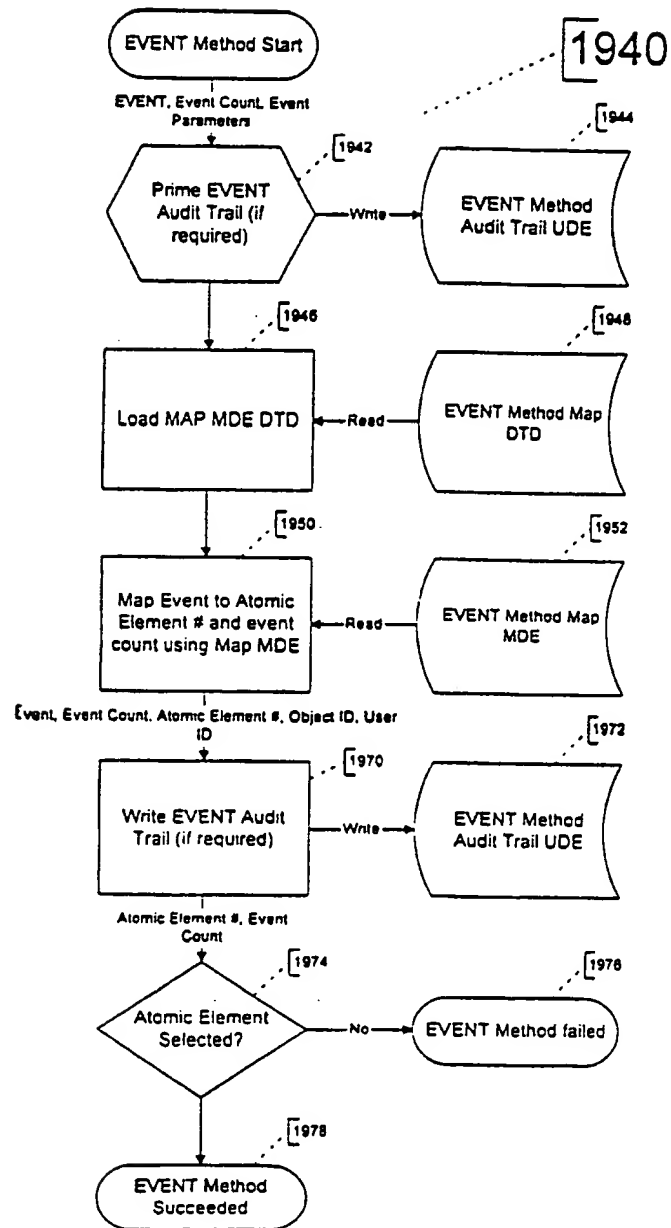 EVENT Method Start
1940
EVENT, Event Count, Event
Parameters
1942
1944
Prime EVENT
Audit Trail (if
required)
Write
EVENT Method
Audit Trail UDE
1946
1948
Load MAP MDE DTD
Read
EVENT Method Map
DTD
1950
1952
Map Event to Atomic
Element # and event
count using Map MDE
Read
EVENT Method Map
MDE
Event, Event Count, Atomic Element #, Object ID, User
ID
1970
1972
Write EVENT Audit
Trail (if required)
Write
EVENT Method
Audit Trail UDE
Atomic Element #, Event
Count
1974
1976
Atomic Element
Selected?
No
EVENT Method failed
1978
EVENT Method
Succeeded